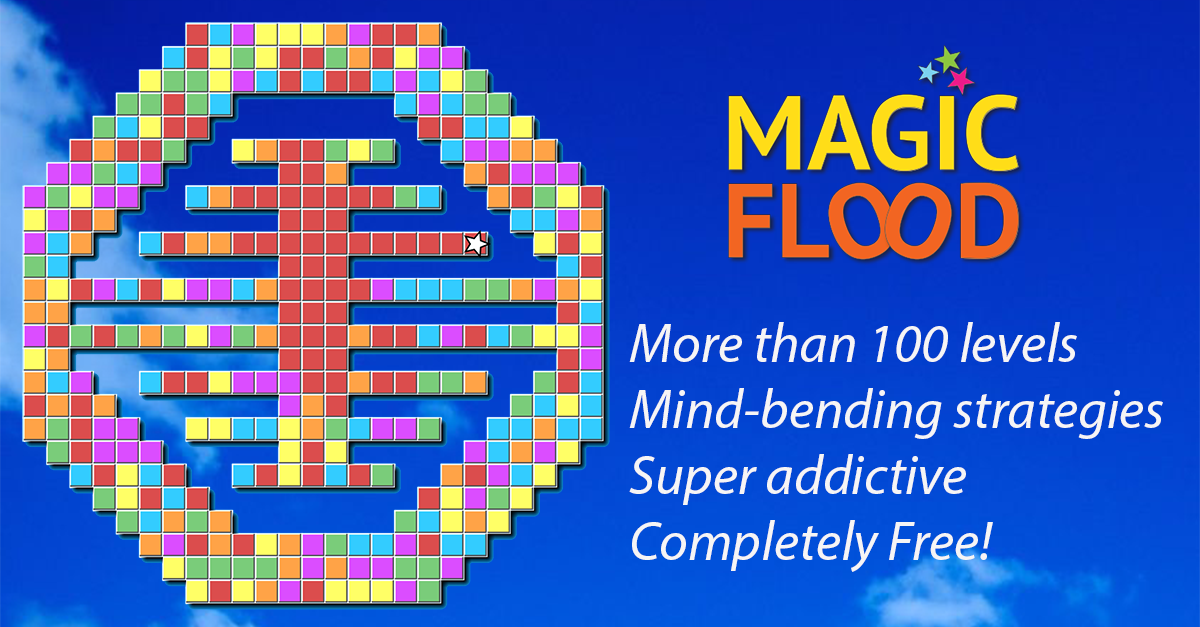 MAGIC
FLOOD
More than 100 levels
Mind-bending strategies
Super addictive
Completely Free!